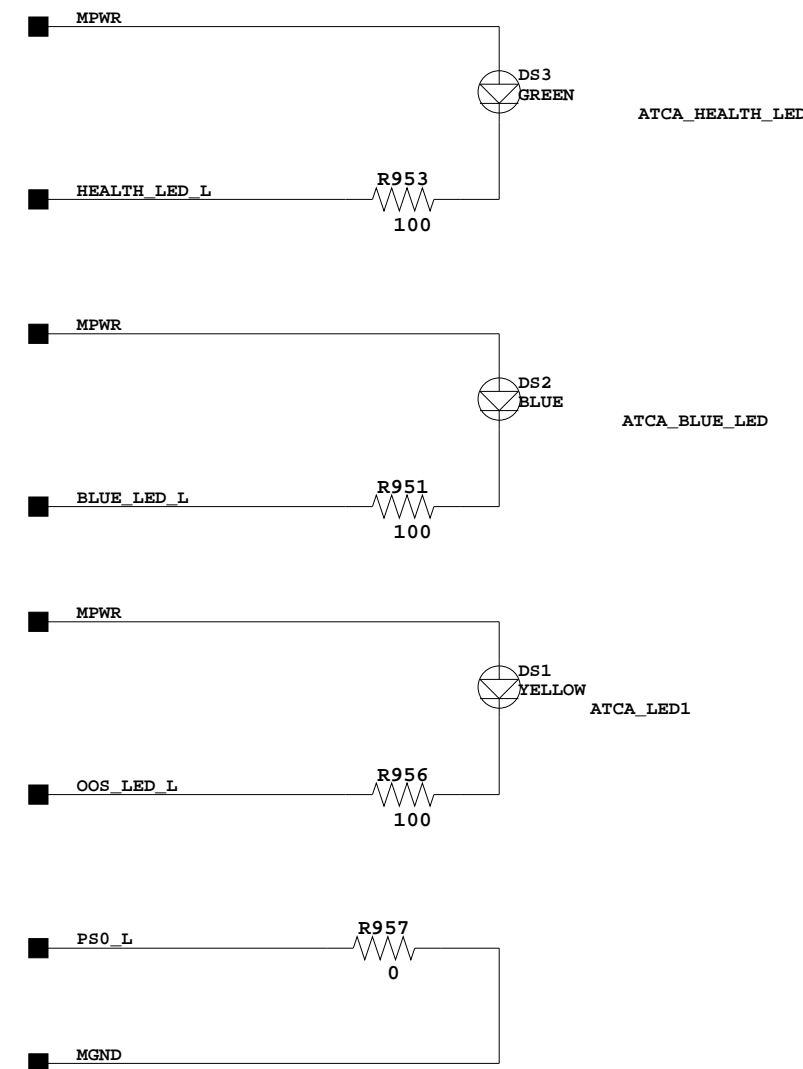 MPWR
DS3
GREEN
ATCA_HEALTH_LED
R953
HEALTH_LED_L
100
MPWR
DS2
BLUE
ATCA_BLUE_LED
R951
BLUE_LED_L
100
MPWR
DS1
YELLOW
ATCA_LED1
R956
OOS_LED_L
100
R957
PS0_L
0
MGND